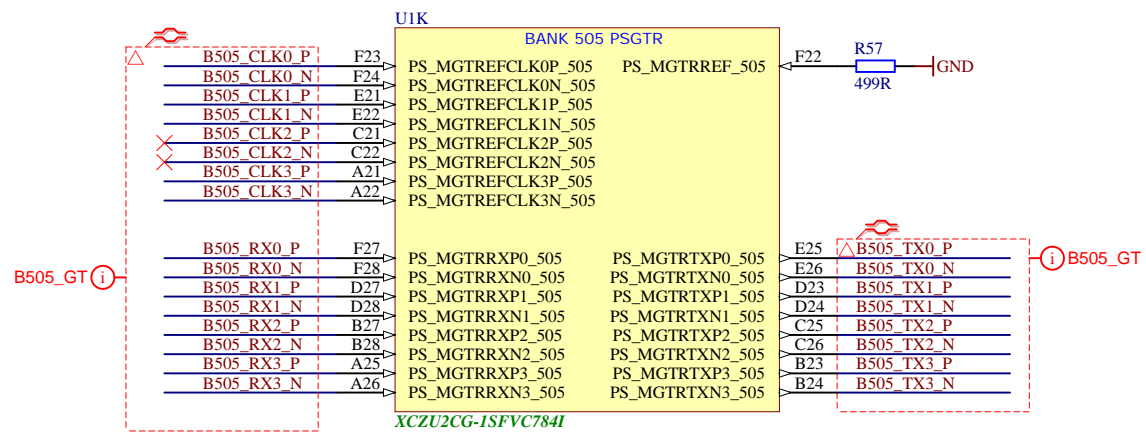 U1K
BANK 505 PSGTR
B505_CLK0_P F23 PS_MGTREFCLK0P_505 PS_MGTRREF_505 F22 R57 499R GND
B505_CLK0_N F24 PS_MGTREFCLK0N_505
B505_CLK1_P E21 PS_MGTREFCLK1P_505
B505_CLK1_N E22 PS_MGTREFCLK1N_505
B505_CLK2_P C21 PS_MGTREFCLK2P_505
B505_CLK2_N C22 PS_MGTREFCLK2N_505
B505_CLK3_P A21 PS_MGTREFCLK3P_505
B505_CLK3_N A22 PS_MGTREFCLK3N_505
B505_RX0_P F27 PS_MGTRRXP0_505 PS_MGTRTXP0_505 E25 B505_TX0_P
B505_GT i B505_RX0_N F28 PS_MGTRRXN0_505 PS_MGTRTXN0_505 E26 B505_TX0_N i B505_GT
B505_RX1_P D27 PS_MGTRRXP1_505 PS_MGTRTXP1_505 D23 B505_TX1_P
B505_RX1_N D28 PS_MGTRRXN1_505 PS_MGTRTXN1_505 D24 B505_TX1_N
B505_RX2_P B27 PS_MGTRRXP2_505 PS_MGTRTXP2_505 C25 B505_TX2_P
B505_RX2_N B28 PS_MGTRRXN2_505 PS_MGTRTXN2_505 C26 B505_TX2_N
B505_RX3_P A25 PS_MGTRRXP3_505 PS_MGTRTXP3_505 B23 B505_TX3_P
B505_RX3_N A26 PS_MGTRRXN3_505 PS_MGTRTXN3_505 B24 B505_TX3_N
XCZU2CG-1SFVC784I